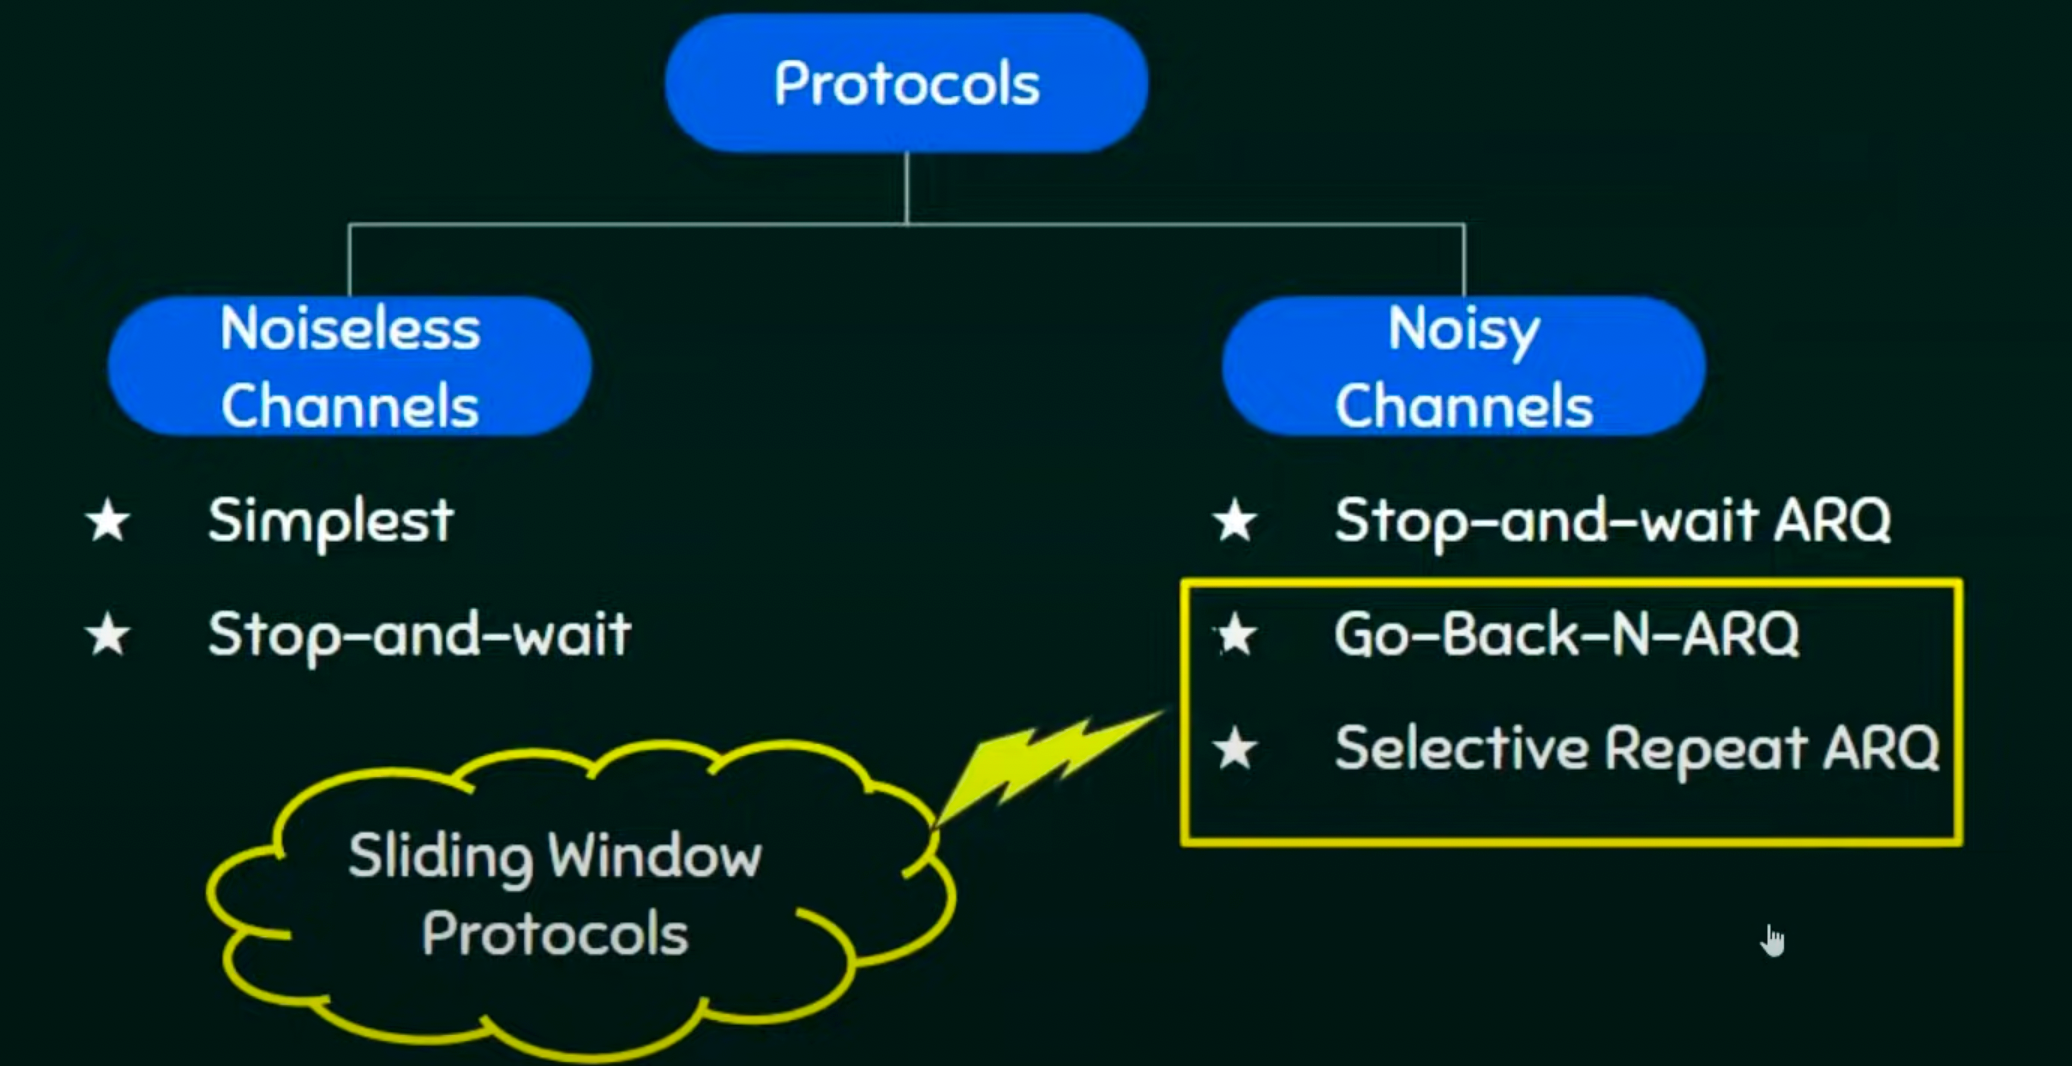 Protocols
Noiseless
Channels
★ Simplest
★ Stop-and-wait
Noisy
Channels
★ Stop-and-wait ARQ
★ Go-Back-N-ARQ
★ Selective Repeat ARQ
Sliding Window
Protocols